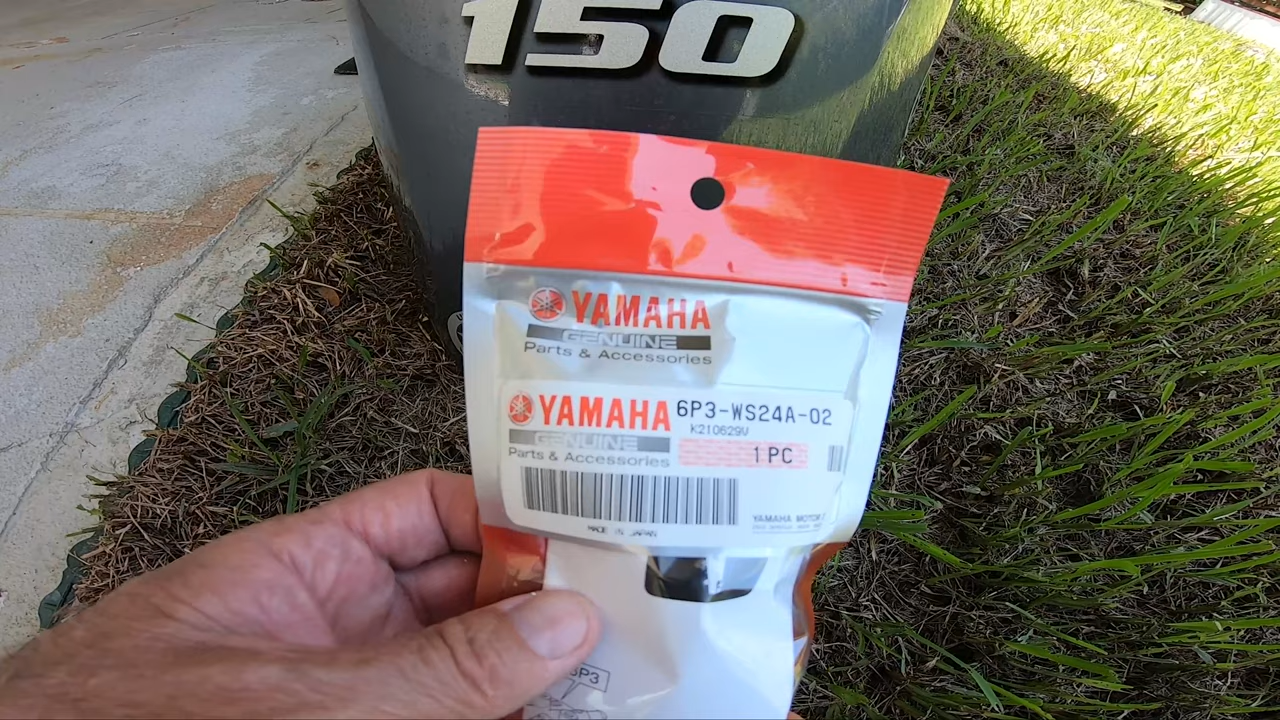 150
YAMAHA
GENUINE
Parts & Accessories
YAMAHA 6P3-WS24A-02
K210629V
GENUINE
1 PC
Parts & Accessories
MADE IN JAPAN
YAMAHA MOTOR
6P3